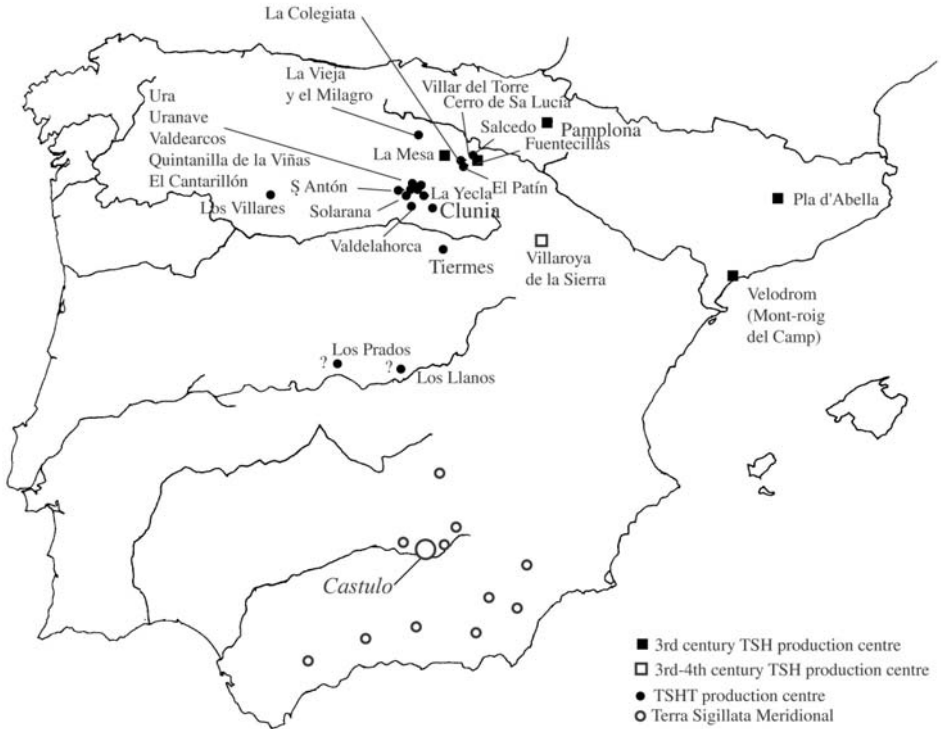 La Colegiata
La Vieja
y el Milagro
Villar del Torre
Cerro de Sa Lucía
Salcedo
Pamplona
Fuentecillas
La Mesa
El Patín
Ura
Uranave
Valdearcos
Quintanilla de la Viñas
El Cantarillón
S Antón
Los Villares
Solarana
La Yecla
Clunia
Valdelahorca
Tiermes
Villaroya
de la Sierra
Pla d'Abella
Velodrom
(Mont-roig
del Camp)
? Los Prados
? Los Llanos
Castulo
3rd century TSH production centre
3rd-4th century TSH production centre
TSHT production centre
Terra Sigillata Meridional